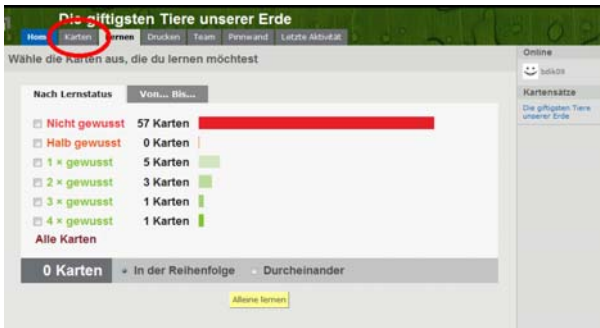 Die giftigsten Tiere unserer Erde
Home Karten Lernen Drucken Team Pinnwand Letzte Aktivität
Wähle die Karten aus, die du lernen möchtest
Nach Lernstatus Von... Bis...
Nicht gewusst 57 Karten
Halb gewusst 0 Karten
1 × gewusst 5 Karten
2 × gewusst 3 Karten
3 × gewusst 1 Karten
4 × gewusst 1 Karten
Alle Karten
0 Karten In der Reihenfolge Durcheinander
Alleine lernen
Online
bdik09
Kartensätze
Die giftigsten Tiere
unserer Erde